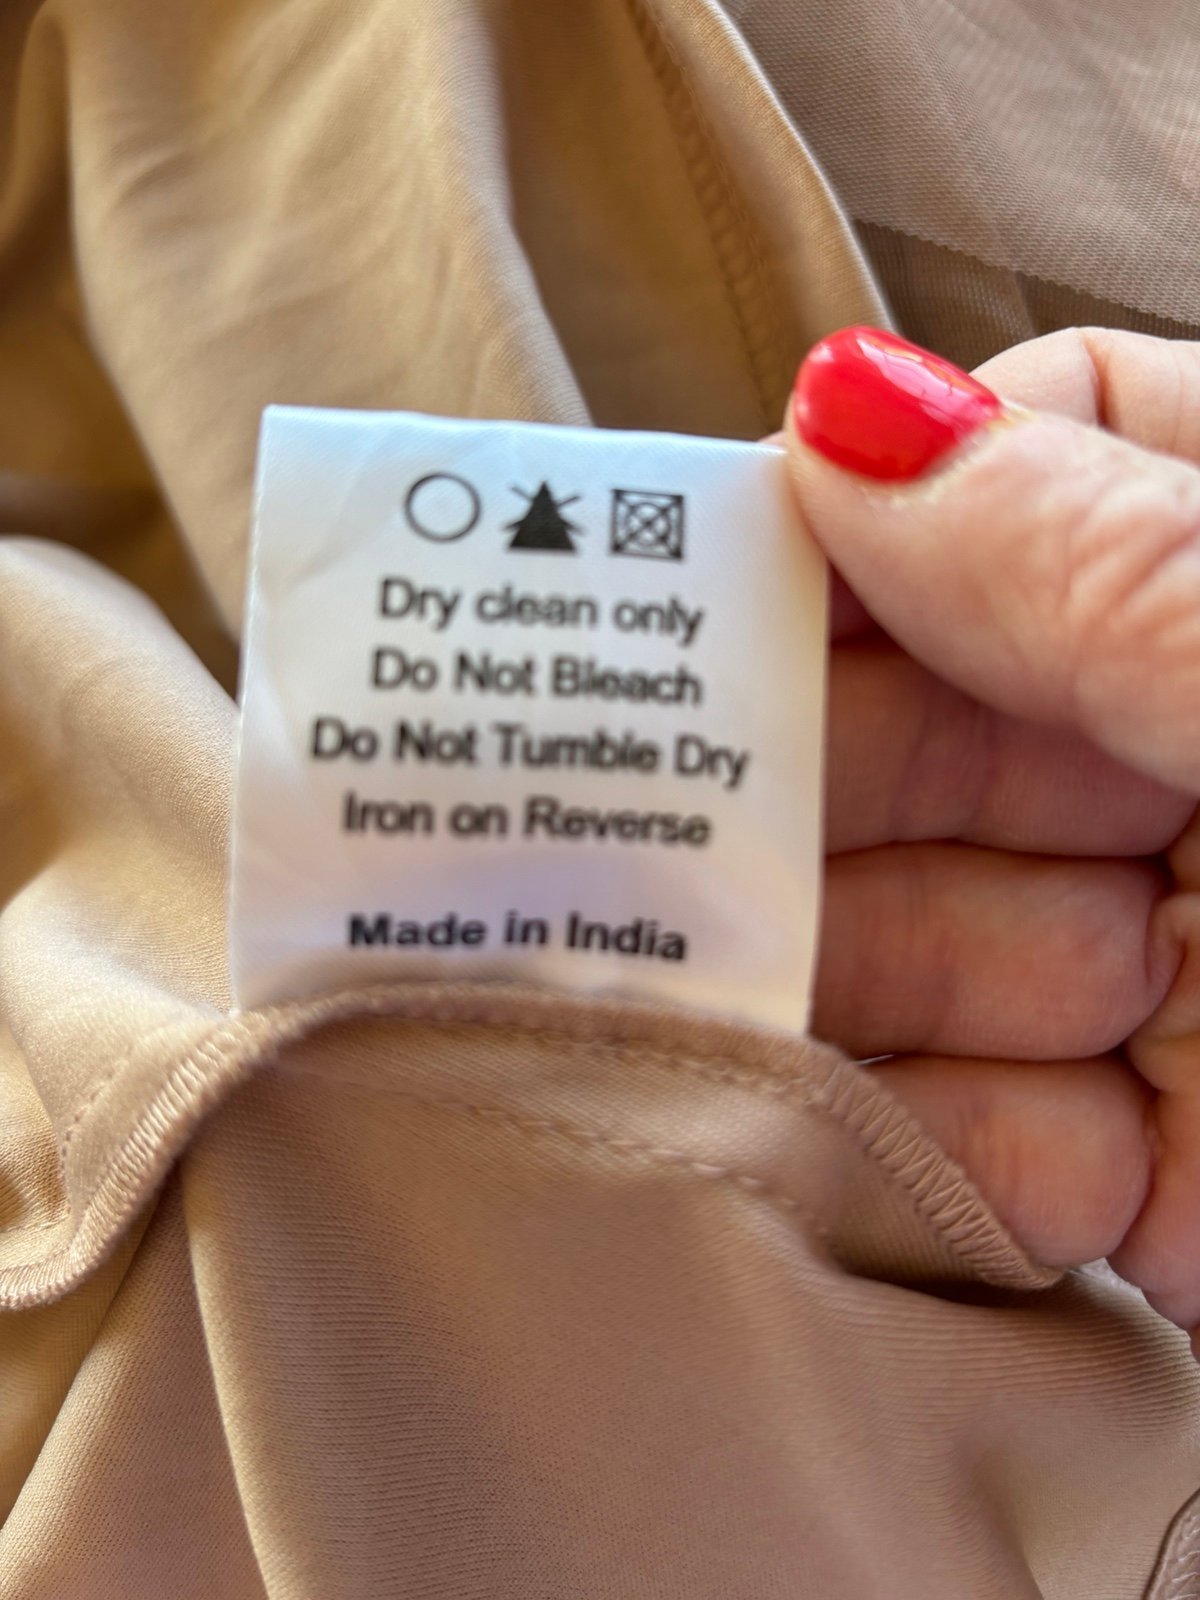 Dry clean only
Do Not Bleach
Do Not Tumble Dry
Iron on Reverse
Made in India